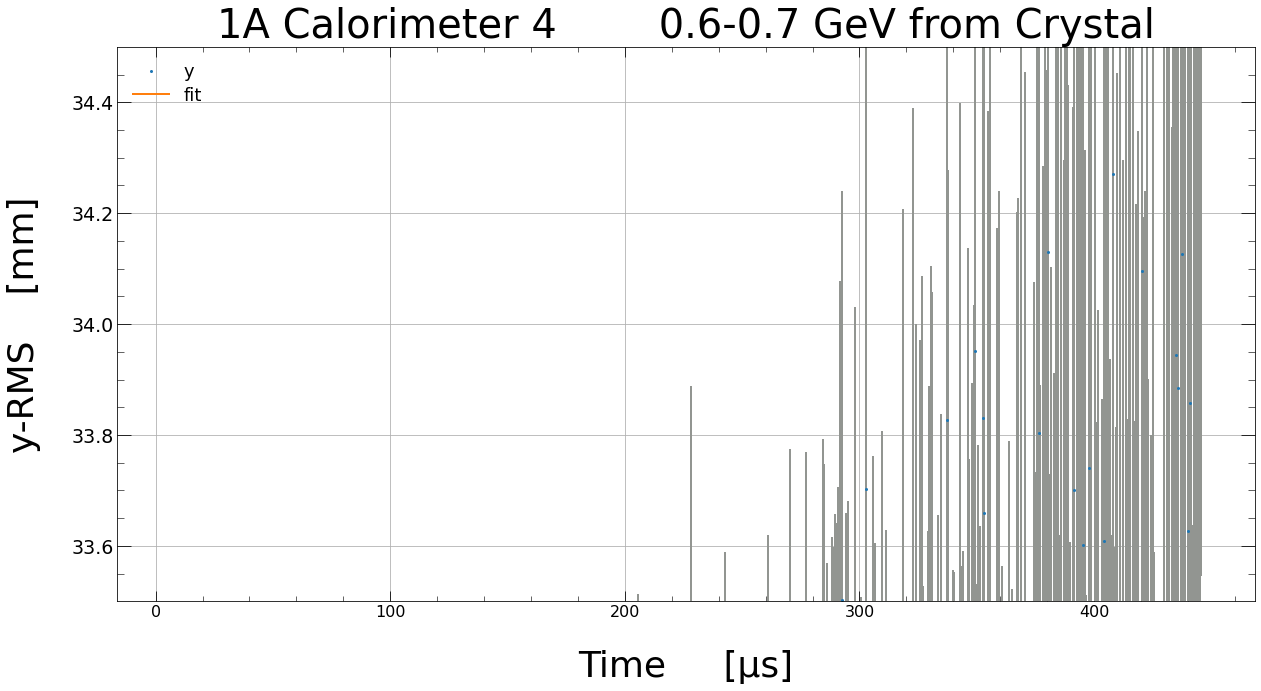 1A Calorimeter 4 0.6-0.7 GeV from Crystal
y
fit
34.4
34.2
34.0
33.8
33.6
y-RMS [mm]
0 100 200 300 400
Time [µs]